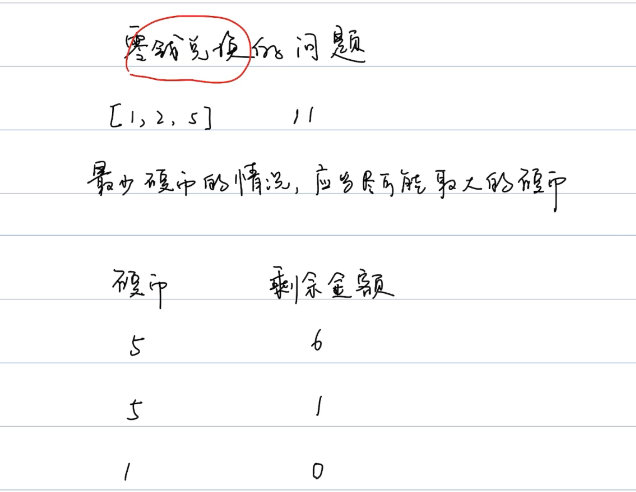 零钱兑换的问题
[1, 2, 5] 11
最少硬币的情况, 应当尽可能取大的硬币
硬币 剩余金额
5 6
5 1
1 0